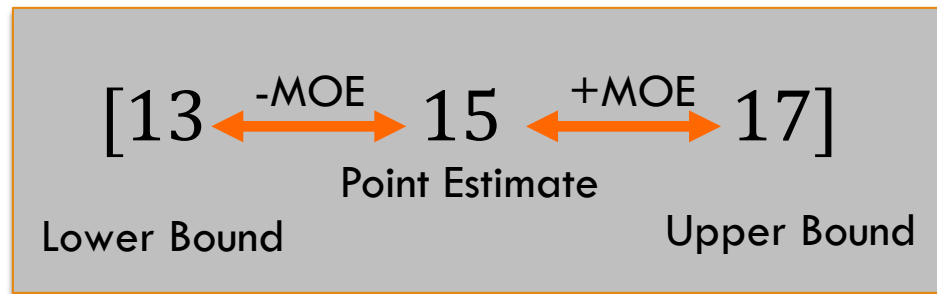 -MOE +MOE
[13 15 17]
Point Estimate
Lower Bound Upper Bound